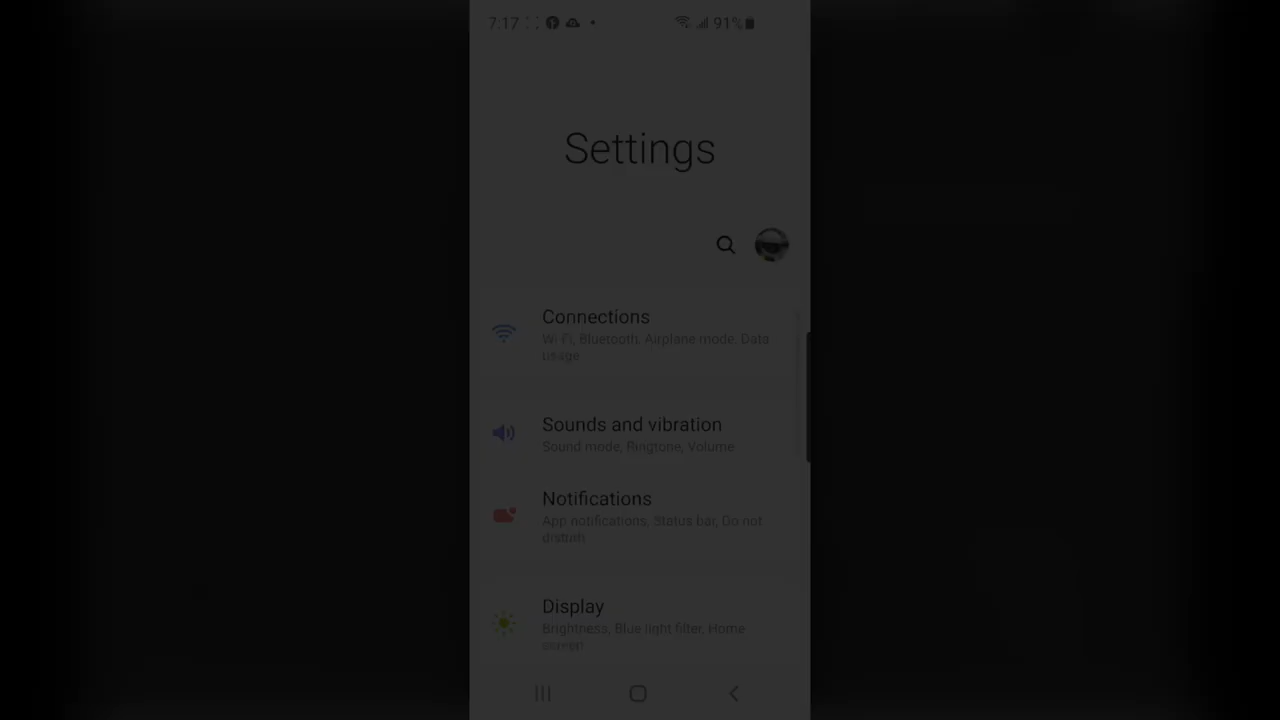 7:17 91%
Settings
Connections
Wi-Fi, Bluetooth, Airplane mode, Data
usage
Sounds and vibration
Sound mode, Ringtone, Volume
Notifications
App notifications, Status bar, Do not
disturb
Display
Brightness, Blue light filter, Home
screen